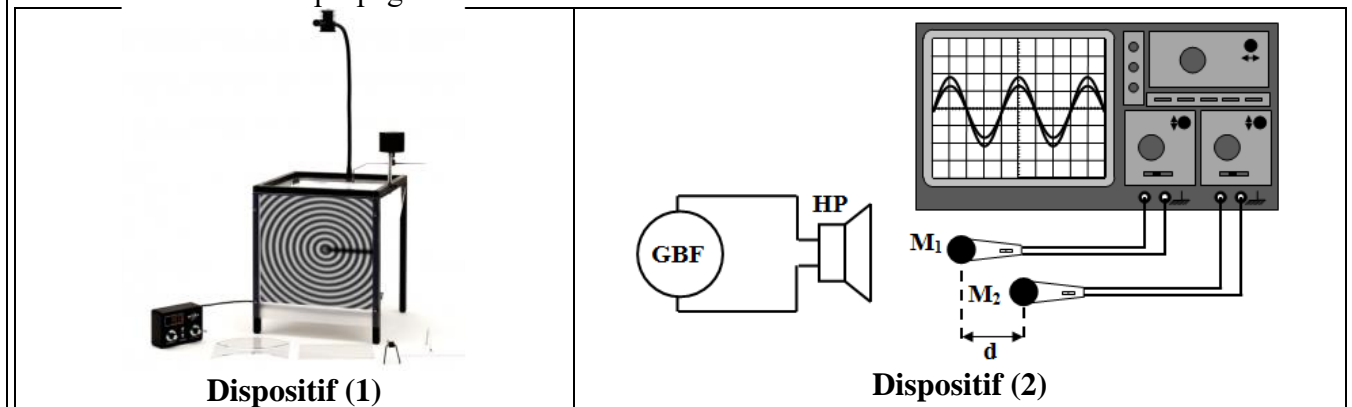 HP
GBF
M₁
M₂
d
Dispositif (1)
Dispositif (2)